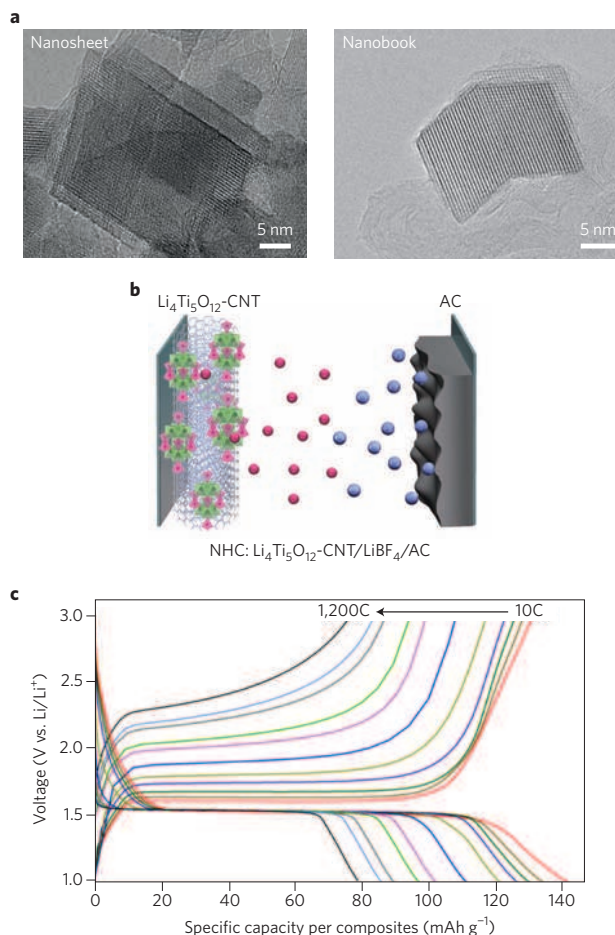 a
Nanosheet
Nanobook
5 nm
5 nm
b
Li₄Ti₅O₁₂-CNT
AC
NHC: Li₄Ti₅O₁₂-CNT/LiBF₄/AC
c
1,200C
10C
3.0
2.5
2.0
1.5
1.0
Voltage (V vs. Li/Li⁺)
0 20 40 60 80 100 120 140
Specific capacity per composites (mAh g⁻¹)